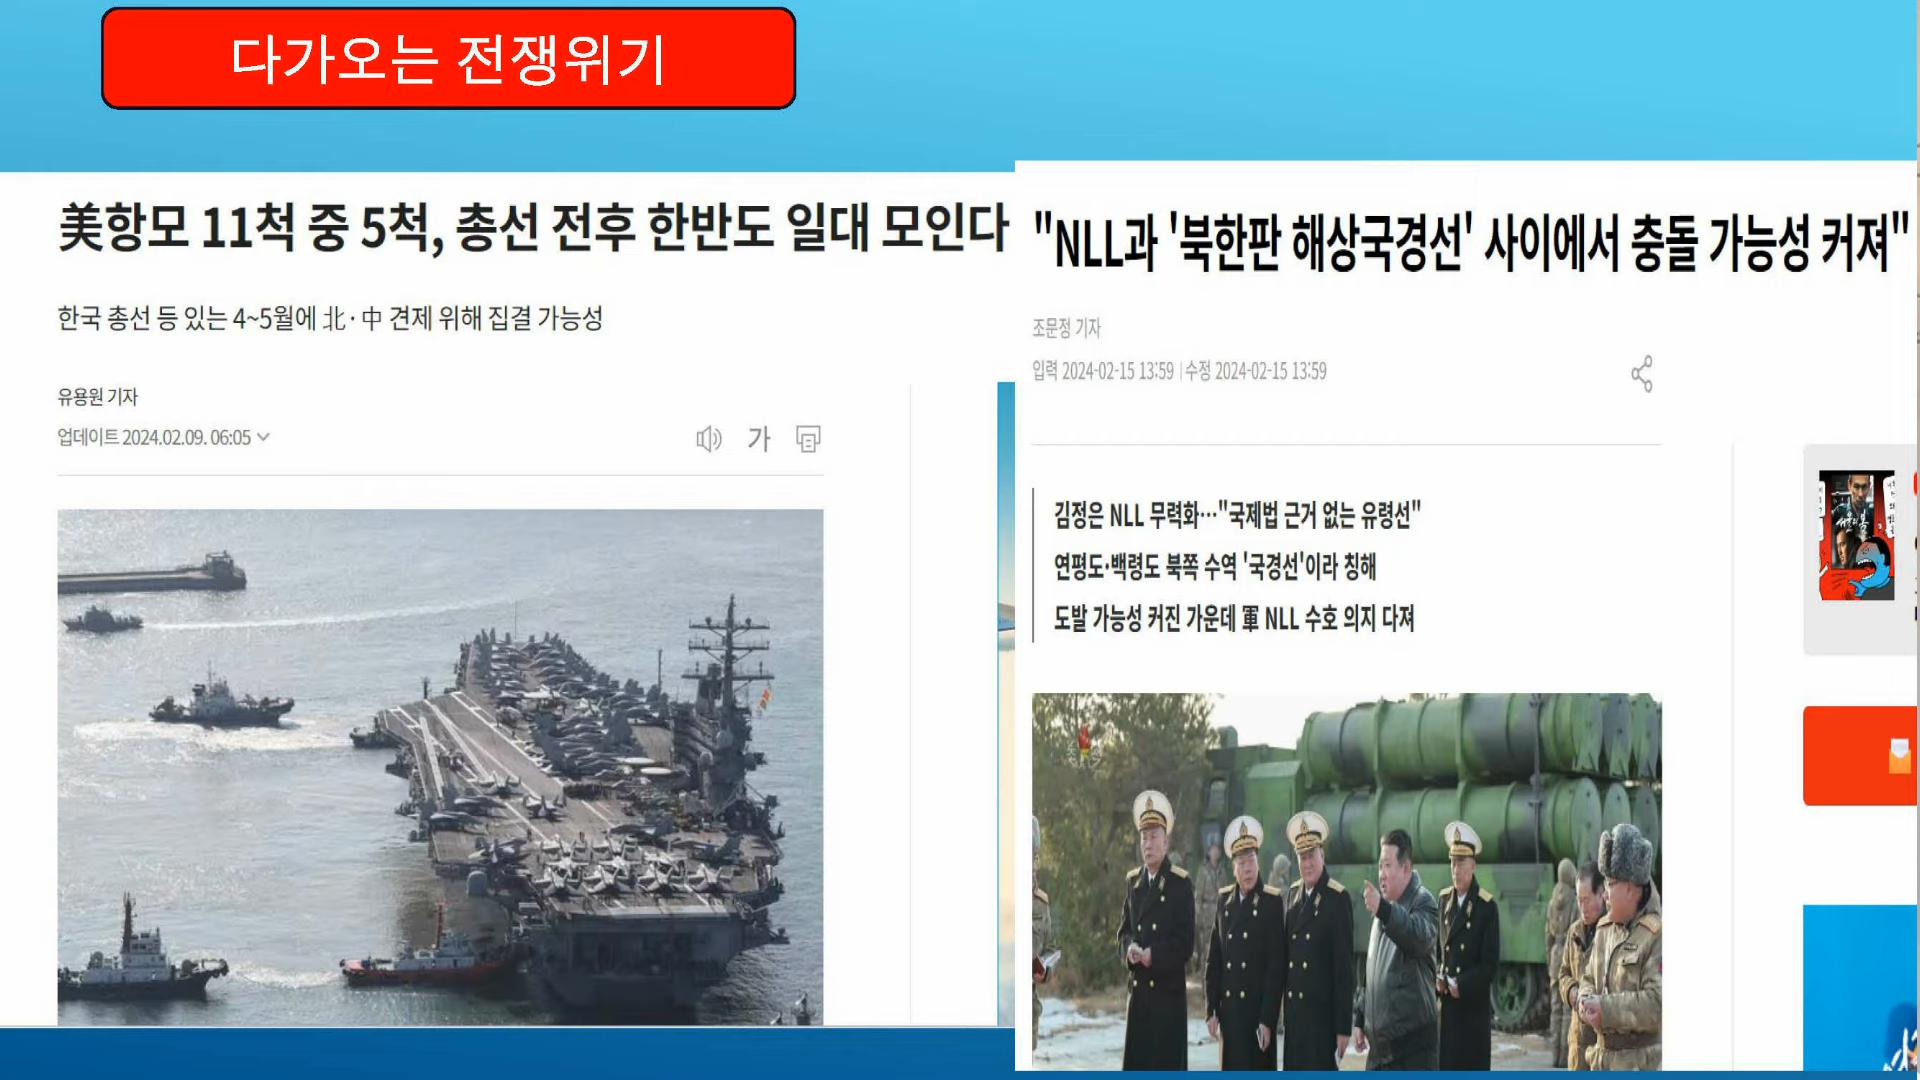 다가오는 전쟁위기
美항모 11척 중 5척, 총선 전후 한반도 일대 모인다
한국 총선 등 있는 4~5월에 北·中 견제 위해 집결 가능성
유용원 기자
업데이트 2024.02.09. 06:05
가
"NLL과 '북한판 해상국경선' 사이에서 충돌 가능성 커져"
조문정 기자
입력 2024-02-15 13:59 | 수정 2024-02-15 13:59
김정은 NLL 무력화…"국제법 근거 없는 유령선"
연평도·백령도 북쪽 수역 '국경선'이라 칭해
도발 가능성 커진 가운데 軍 NLL 수호 의지 다져
서울의 봄